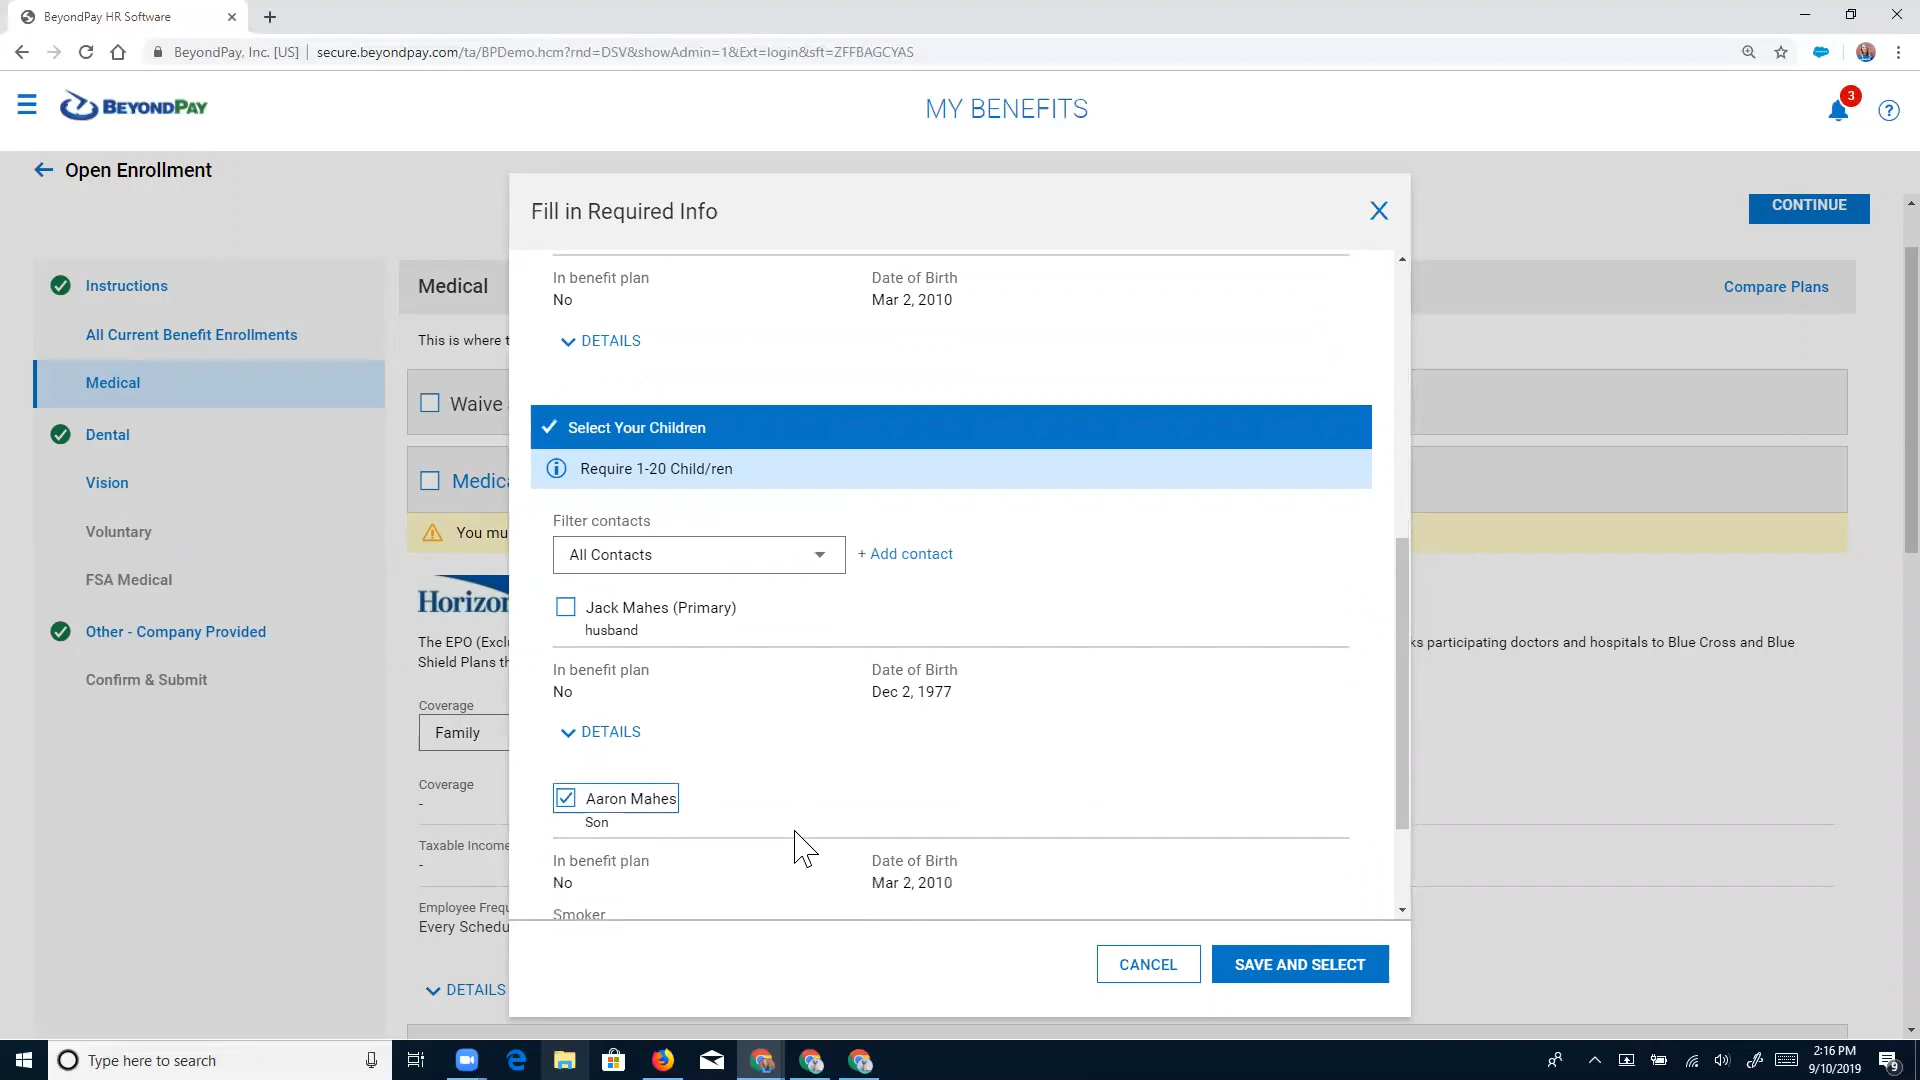 BeyondPay HR Software
BeyondPay, Inc. [US] | secure.beyondpay.com/ta/BPDemo.hcm?rnd=DSV&showAdmin=1&Ext=login&sft=ZFFBAGCYAS
BEYONDPAY
MY BENEFITS
3
?
Open Enrollment
CONTINUE
Instructions
All Current Benefit Enrollments
Medical
Dental
Vision
Voluntary
FSA Medical
Other - Company Provided
Confirm & Submit
Medical
Compare Plans
This is where t
Waive
Medica
You mu
Horizon
The EPO (Exclu
ks participating doctors and hospitals to Blue Cross and Blue
Shield Plans th
Coverage
Family
Coverage
-
Taxable Income
-
Employee Frequ
Every Schedu
DETAILS
Fill in Required Info
In benefit plan
Date of Birth
No
Mar 2, 2010
DETAILS
Select Your Children
Require 1-20 Child/ren
Filter contacts
All Contacts
+ Add contact
Jack Mahes (Primary)
husband
In benefit plan
Date of Birth
No
Dec 2, 1977
DETAILS
Aaron Mahes
Son
In benefit plan
Date of Birth
No
Mar 2, 2010
Smoker
CANCEL
SAVE AND SELECT
Type here to search
2:16 PM
9/10/2019
9